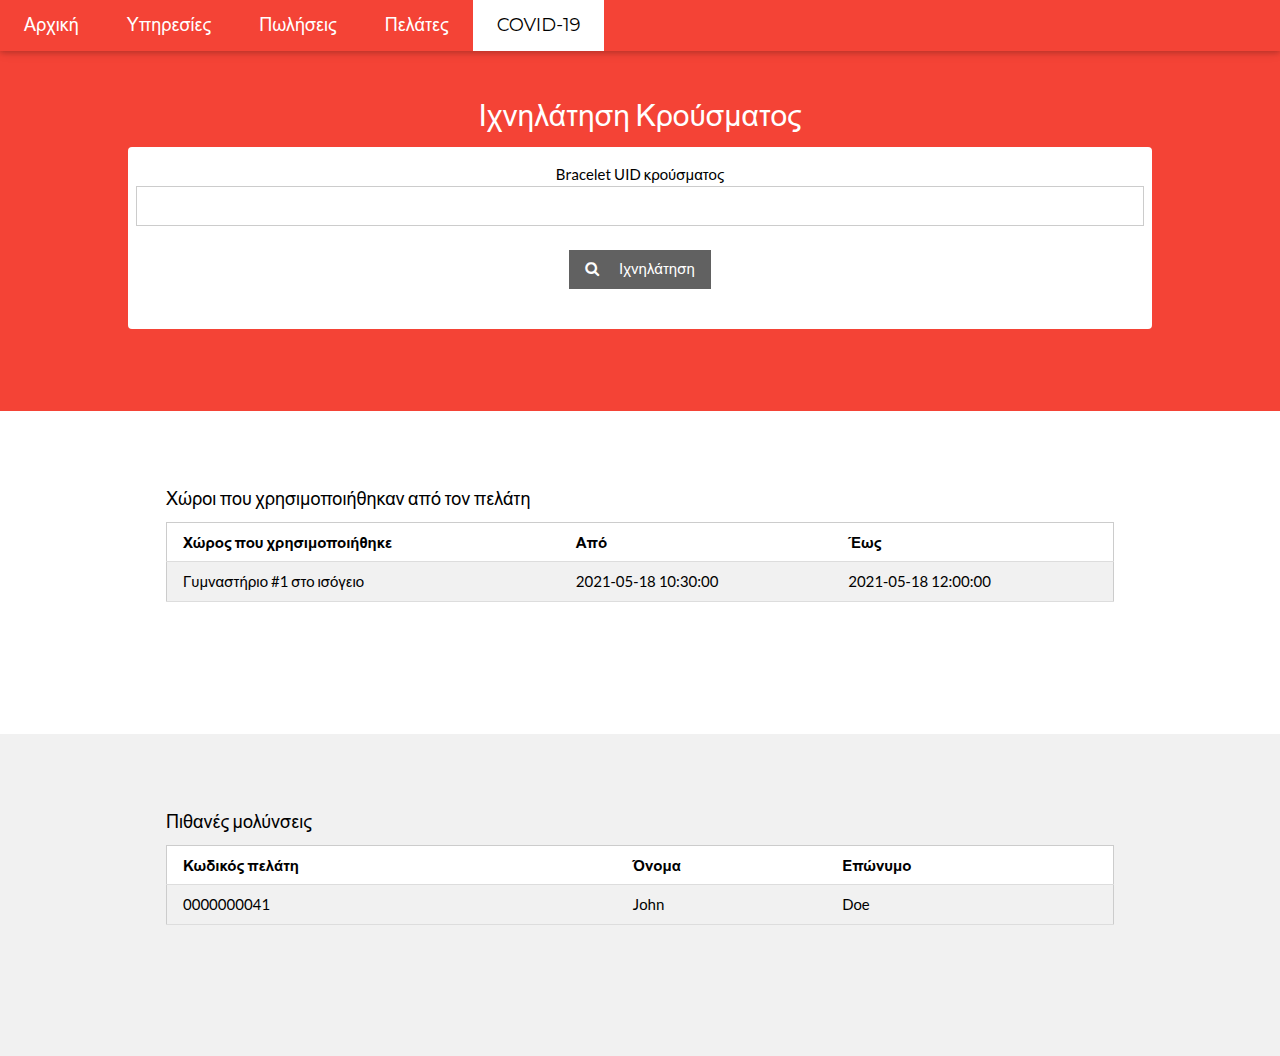 Αρχική Υπηρεσίες Πωλήσεις Πελάτες COVID-19
Ιχνηλάτηση Κρούσματος
Bracelet UID κρούσματος
Ιχνηλάτηση
Χώροι που χρησιμοποιήθηκαν από τον πελάτη
Χώρος που χρησιμοποιήθηκε Από Έως
Γυμναστήριο #1 στο ισόγειο 2021-05-18 10:30:00 2021-05-18 12:00:00
Πιθανές μολύνσεις
Κωδικός πελάτη Όνομα Επώνυμο
0000000041 John Doe